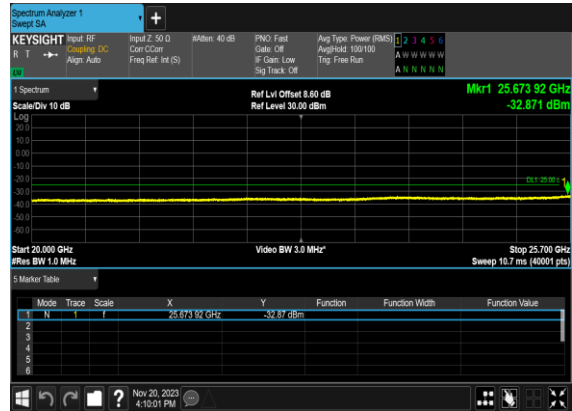 Spectrum Analyzer 1
Swept SA
+
KEYSIGHT Input: RF Input Z: 50 Ω #Atten: 40 dB PNO: Fast Avg Type: Power (RMS) 1 2 3 4 5 6
R T Coupling: DC Corr CCorr Gate: Off Avg|Hold: 100/100 A W W W W W
Align: Auto Freq Ref: Int (S) IF Gain: Low Trig: Free Run
Sig Track: Off A N N N N N
1 Spectrum Ref Lvl Offset 8.60 dB Mkr1 25.673 92 GHz
Scale/Div 10 dB Ref Level 30.00 dBm -32.871 dBm
Log
20.0
10.0
0.00
-10.0
-20.0
DL1 -25.00
-30.0
-40.0
-50.0
-60.0
Start 20.000 GHz Video BW 3.0 MHz* Stop 25.700 GHz
#Res BW 1.0 MHz Sweep 10.7 ms (40001 pts)
5 Marker Table
Mode Trace Scale X Y Function Function Width Function Value
1 N 1 f 25.673 92 GHz -32.87 dBm
2
3
4
5
6
? Nov 20, 2023
4:10:01 PM